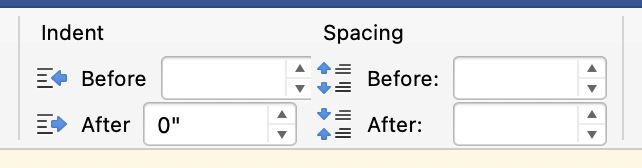 Indent Spacing
Before Before:
After 0" After: